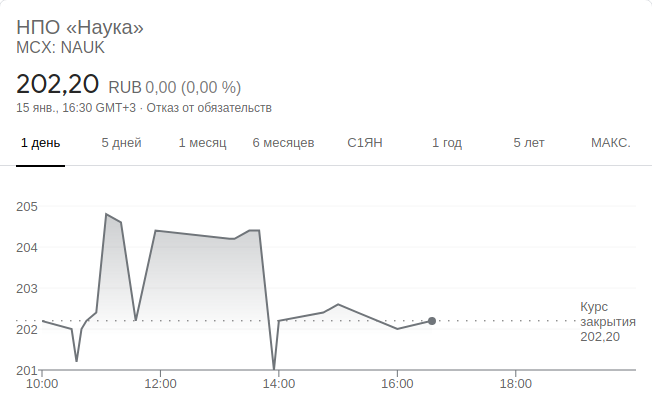 НПО «Наука»
MCX: NAUK
202,20 RUB 0,00 (0,00 %)
15 янв., 16:30 GMT+3 · Отказ от обязательств
1 день 5 дней 1 месяц 6 месяцев С1ЯН 1 год 5 лет МАКС.
205
204
203
202
201
Курс
закрытия
202,20
10:00 12:00 14:00 16:00 18:00